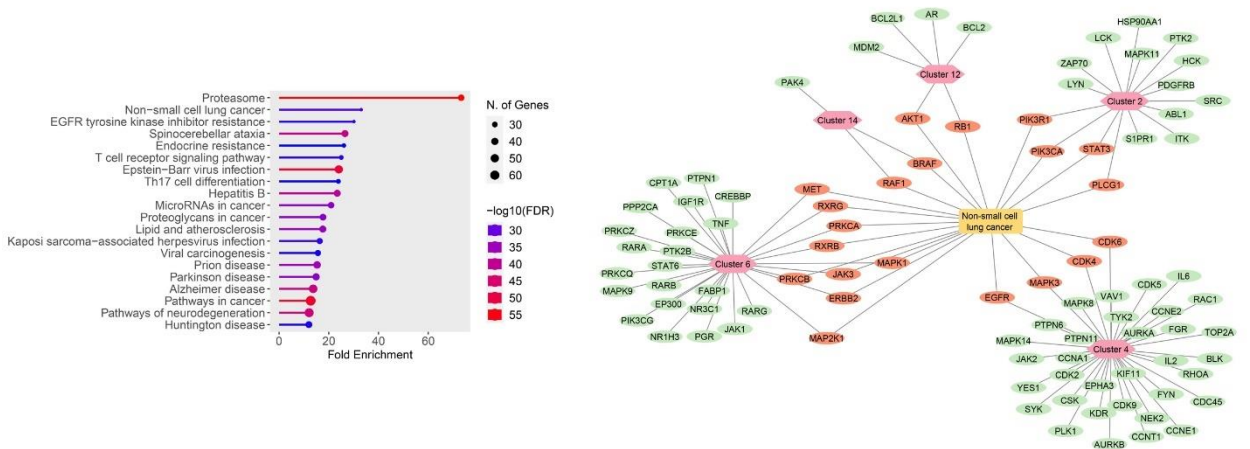 Proteasome
Non−small cell lung cancer
EGFR tyrosine kinase inhibitor resistance
Spinocerebellar ataxia
Endocrine resistance
T cell receptor signaling pathway
Epstein−Barr virus infection
Th17 cell differentiation
Hepatitis B
MicroRNAs in cancer
Proteoglycans in cancer
Lipid and atherosclerosis
Kaposi sarcoma−associated herpesvirus infection
Viral carcinogenesis
Prion disease
Parkinson disease
Alzheimer disease
Pathways in cancer
Pathways of neurodegeneration
Huntington disease
0 20 40 60
Fold Enrichment
N. of Genes
30
40
50
60
−log10(FDR)
30
35
40
45
50
55
BCL2L1
AR
BCL2
MDM2
Cluster 12
PAK4
Cluster 14
AKT1
RB1
BRAF
RAF1
HSP90AA1
LCK
PTK2
MAPK11
ZAP70
HCK
LYN
PDGFRB
Cluster 2
SRC
ABL1
S1PR1
ITK
PIK3R1
PIK3CA
STAT3
PLCG1
Non-small cell
lung cancer
MET
RXRG
PRKCA
RXRB
MAPK1
PRKCB
JAK3
ERBB2
MAP2K1
PTPN1
CPT1A
CREBBP
IGF1R
PPP2CA
TNF
PRKCZ
PRKCE
RARA
PTK2B
STAT6
Cluster 6
PRKCQ
RARB
MAPK9
FABP1
EP300
NR3C1
RARG
PIK3CG
JAK1
NR1H3
PGR
CDK6
CDK4
MAPK3
EGFR
IL6
CDK5
MAPK8
VAV1
RAC1
CCNE2
TYK2
PTPN6
AURKA
FGR
TOP2A
PTPN11
MAPK14
Cluster 4
JAK2
CCNA1
IL2
BLK
CDK2
KIF11
RHOA
YES1
EPHA3
FYN
CSK
CDC45
SYK
CDK9
KDR
NEK2
PLK1
CCNE1
CCNT1
AURKB